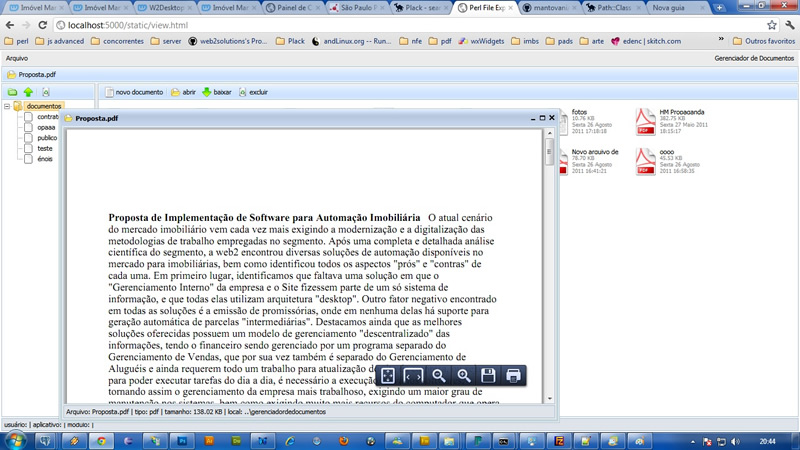 Imóvel Mar
Imóvel Mar
W2Desktop
Imóvel Mar
Painel de C
São Paulo P
Plack - sear
Perl File Exp
mantovani
Path::Class
Nova guia
localhost:5000/static/view.html
perl
js advanced
concorrentes
server
web2solutions's Pro...
Plack
andLinux.org -- Run...
nfe
pdf
wxWidgets
imbs
pads
arte
edenc | skitch.com
Outros favoritos
Arquivo
Gerenciador de Documentos
Proposta.pdf
novo documento
abrir
baixar
excluir
documentos
contrat
opaaa
publico
teste
énois
fotos
10.76 KB
Sexta 26 Agosto
2011 17:18:18
HM Propaganda
382.75 KB
Sexta 27 Maio 2011
18:15:17
Novo arquivo de
76.70 KB
Sexta 26 Agosto
2011 16:41:21
oooo
45.53 KB
Sexta 26 Agosto
2011 16:58:35
Proposta.pdf
Proposta de Implementação de Software para Automação Imobiliária O atual cenário
do mercado imobiliário vem cada vez mais exigindo a modernização e a digitalização das
metodologias de trabalho empregadas no segmento. Após uma completa e detalhada análise
científica do segmento, a web2 encontrou diversas soluções de automação disponíveis no
mercado para imobiliárias, bem como identificou todos os aspectos "prós" e "contras" de
cada uma. Em primeiro lugar, identificamos que faltava uma solução em que o
"Gerenciamento Interno" da empresa e o Site fizessem parte de um só sistema de
informação, e que todas elas utilizam arquitetura "desktop". Outro fator negativo encontrado
em todas as soluções é a emissão de promissórias, onde em nenhuma delas há suporte para
geração automática de parcelas "intermediárias". Destacamos ainda que as melhores
soluções oferecidas possuem um modelo de gerenciamento "descentralizado" das
informações, tendo o financeiro sendo gerenciado por um programa separado do
Gerenciamento de Vendas, que por sua vez também é separado do Gerenciamento de
Aluguéis e ainda requerem todo um trabalho para atualização d
para poder executar tarefas do dia a dia, é necessário a execuçã
tornando assim o gerenciamento da empresa mais trabalhoso, exigindo um maior grau de
manutenção nos sistemas, bem como exigindo muito mais recursos do computador que opera
Arquivo: Proposta.pdf | tipo: pdf | tamanho: 138.02 KB | local: ..\gerenciadordedocumentos
usuário: | aplicativo: | modulo: |
20:44